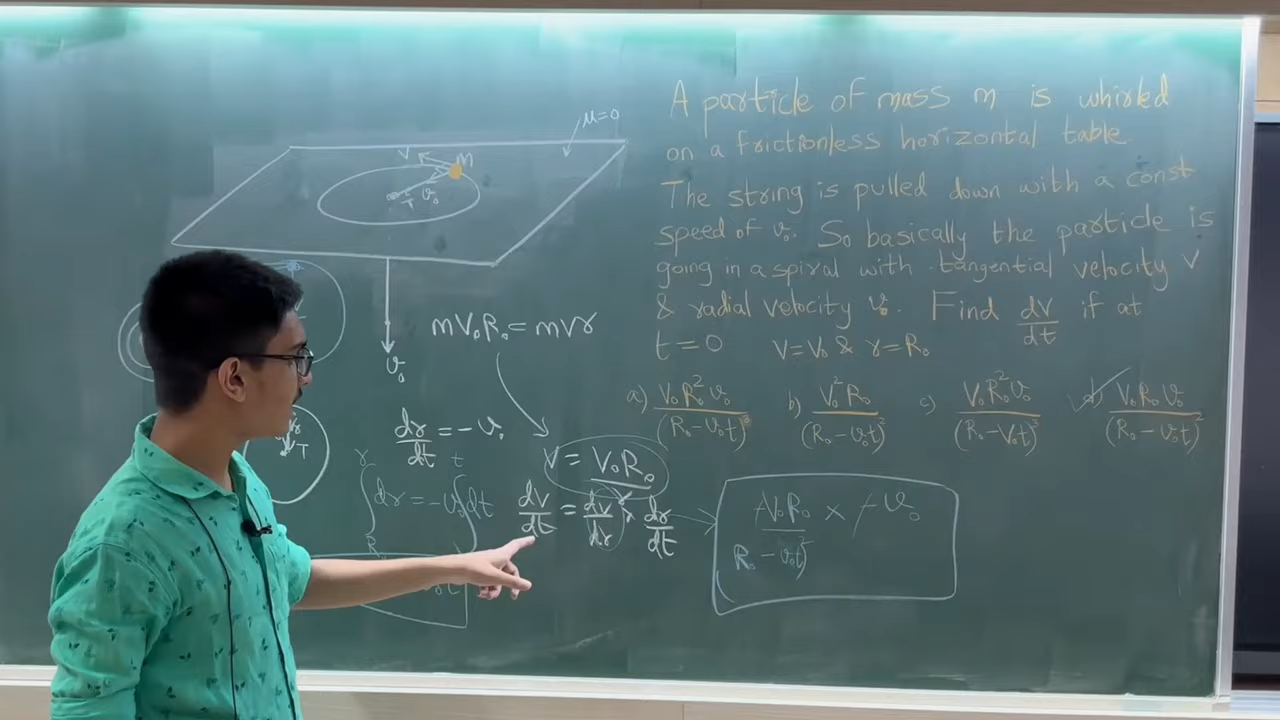 A particle of mass m is whirled
on a frictionless horizontal table.
The string is pulled down with a const
speed of v₀. So basically the particle is
going in a spiral with tangential velocity V
& radial velocity v₀. Find dV/dt if at
t=0 V=V₀ & r=R₀
a) V₀R₀²v₀/(R₀-v₀t)³ b) V₀²R₀/(R₀-v₀t)² c) V₀R₀²v₀/(R₀-V₀t)³ d) V₀R₀v₀/(R₀-v₀t)²
μ=0
V m
T v₀
v₀
mV₀R₀=mVr
dr/dt = -v₀
V = V₀R₀/r
∫dr = -v₀∫dt
dV/dt = dV/dr × dr/dt
-V₀R₀/(R₀-v₀t)² × -v₀
T